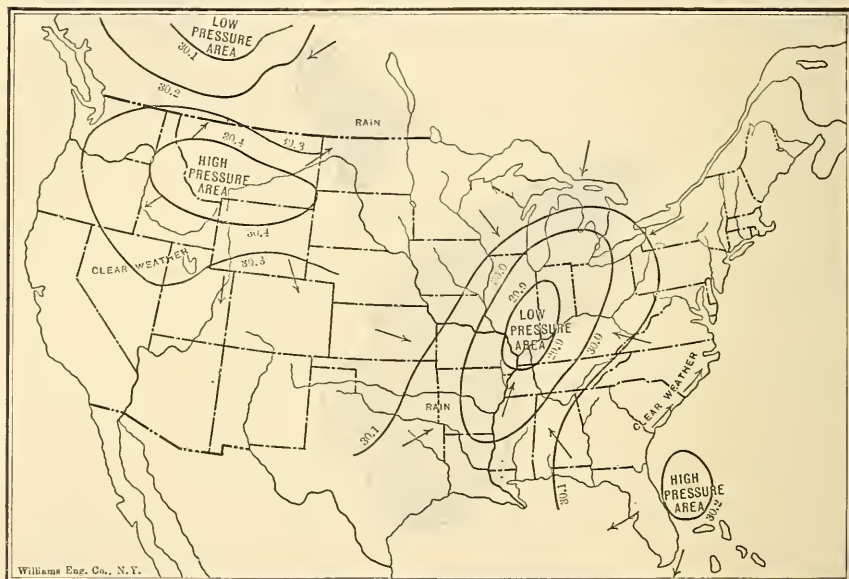 LOW
PRESSURE
AREA
30.1
30.2
RAIN
30.4
30.3
HIGH
PRESSURE
AREA
30.4
CLEAR WEATHER
30.3
30.0
29.9
LOW
PRESSURE
AREA
29.9
30.0
CLEAR WEATHER
RAIN
30.1
30.1
HIGH
PRESSURE
AREA
30.2
Williams Eng. Co., N.Y.